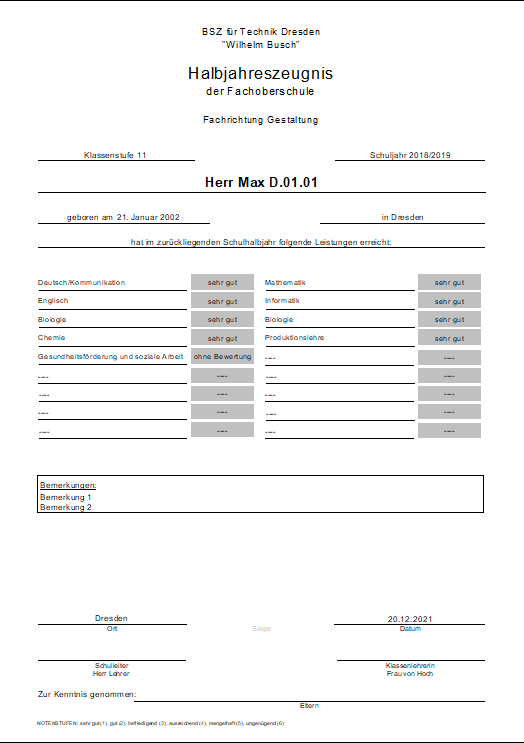 BSZ für Technik Dresden
"Wilhelm Busch"
Halbjahreszeugnis
der Fachoberschule
Fachrichtung Gestaltung
Klassenstufe 11 Schuljahr 2018/2019
Herr Max D.01.01
geboren am 21. Januar 2002 in Dresden
hat im zurückliegenden Schulhalbjahr folgende Leistungen erreicht:
Deutsch/Kommunikation sehr gut Mathematik sehr gut
Englisch sehr gut Informatik sehr gut
Biologie sehr gut Biologie sehr gut
Chemie sehr gut Produktionslehre sehr gut
Gesundheitsförderung und soziale Arbeit ohne Bewertung ---- ----
---- ---- ---- ----
---- ---- ---- ----
---- ---- ---- ----
---- ---- ---- ----
Bemerkungen:
Bemerkung 1
Bemerkung 2
Dresden 20.12.2021
Ort Siegel Datum
Schulleiter Klassenlehrerin
Herr Lehrer Frau von Hoch
Zur Kenntnis genommen:
Eltern
NOTENSTUFEN: sehr gut (1), gut (2), befriedigend (3), ausreichend (4), mangelhaft (5), ungenügend (6)